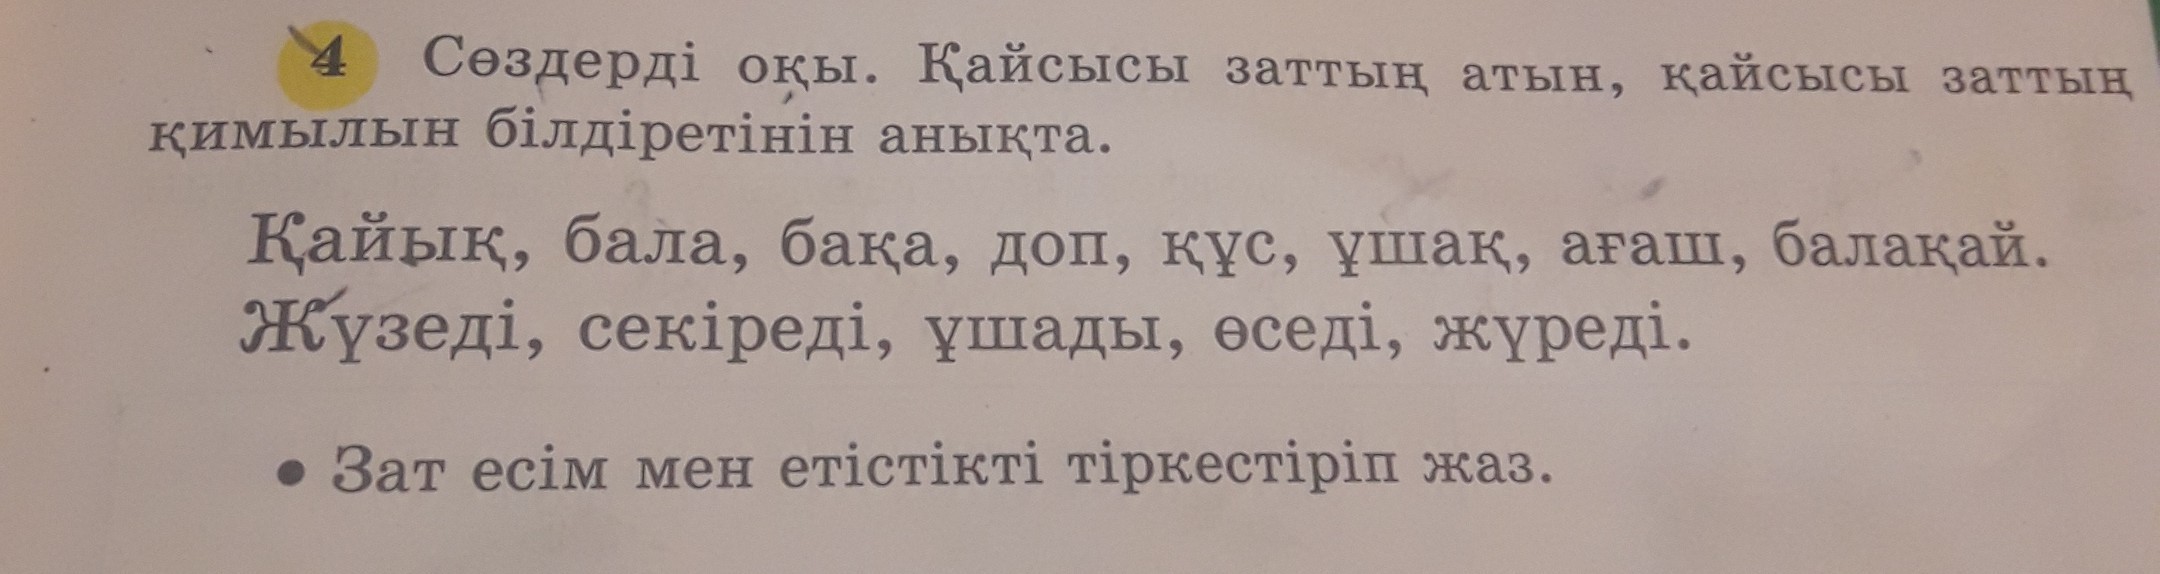 4 Сөздерді оқы. Қайсысы заттың атын, қайсысы заттың
қимылын білдіретінін анықта.
Қайық, бала, бақа, доп, құс, ұшақ, ағаш, балақай.
Жүзеді, секіреді, ұшады, өседі, жүреді.
• Зат есім мен етістікті тіркестіріп жаз.